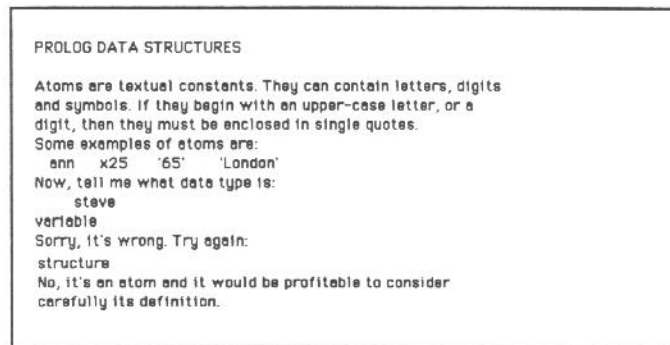 PROLOG DATA STRUCTURES
Atoms are textual constants. They can contain letters, digits
and symbols. If they begin with an upper-case letter, or a
digit, then they must be enclosed in single quotes.
Some examples of atoms are:
ann x25 '65' 'London'
Now, tell me what data type is:
steve
variable
Sorry, it's wrong. Try again:
structure
No, it's an atom and it would be profitable to consider
carefully its definition.